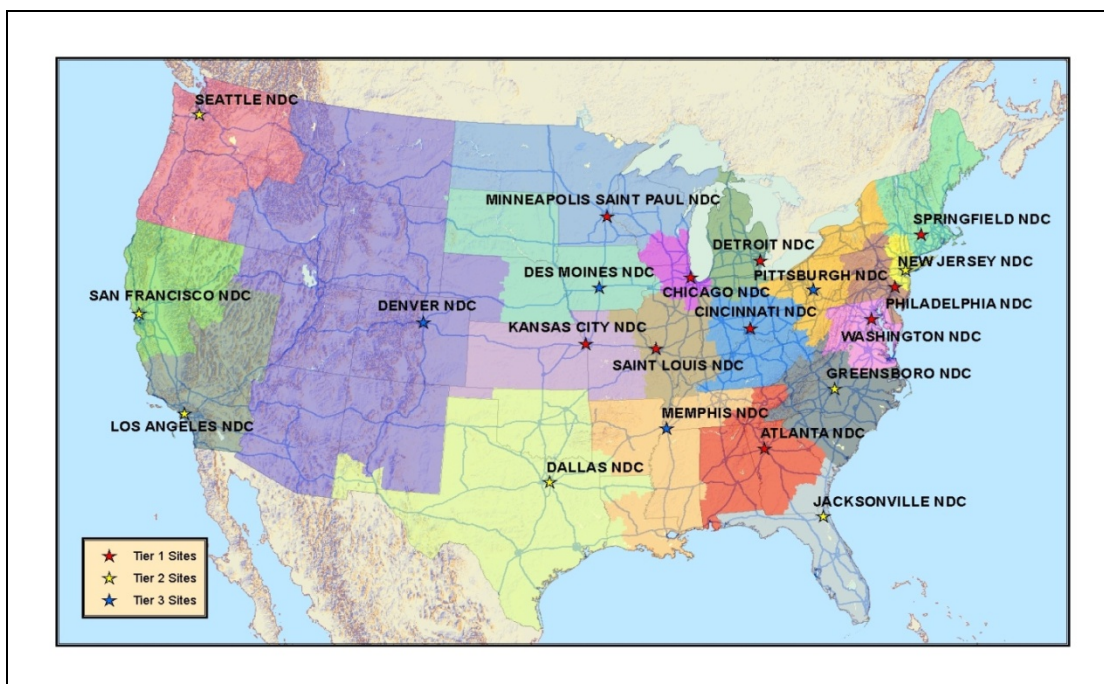 SEATTLE NDC
MINNEAPOLIS SAINT PAUL NDC
SPRINGFIELD NDC
DETROIT NDC
NEW JERSEY NDC
DES MOINES NDC
PITTSBURGH NDC
CHICAGO NDC
SAN FRANCISCO NDC
DENVER NDC
PHILADELPHIA NDC
CINCINNATI NDC
KANSAS CITY NDC
WASHINGTON NDC
SAINT LOUIS NDC
GREENSBORO NDC
MEMPHIS NDC
LOS ANGELES NDC
ATLANTA NDC
DALLAS NDC
JACKSONVILLE NDC
Tier 1 Sites
Tier 2 Sites
Tier 3 Sites